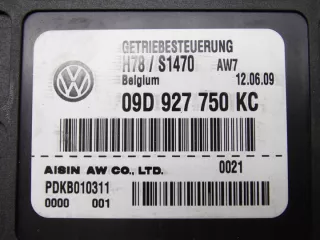 GETRIEBESTEUERUNG
H78 / S1470 AW7
Belgium 12.06.09
09D 927 750 KC
AISIN AW CO., LTD. 0021
PDKB010311
0000 001